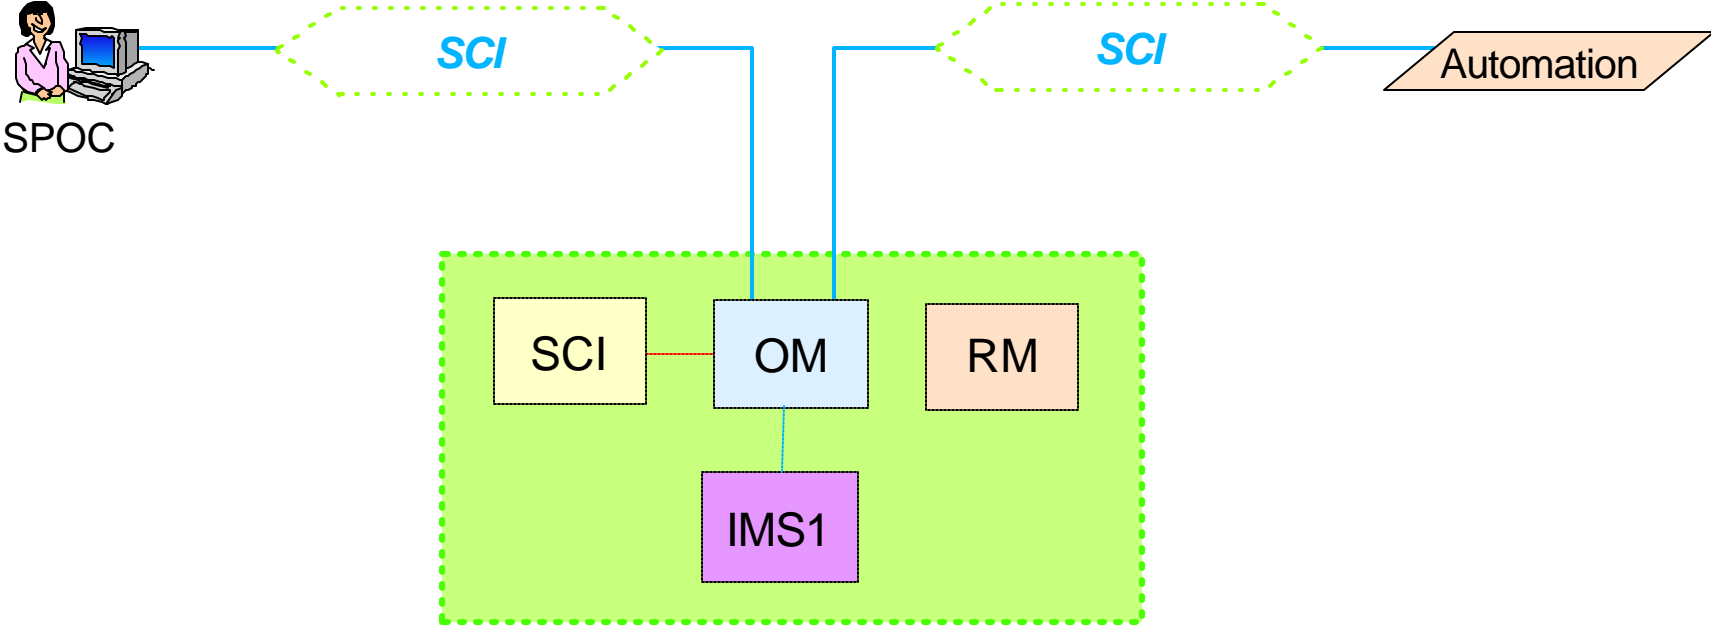 SCI
SCI
Automation
SPOC
SCI
OM
RM
IMS1